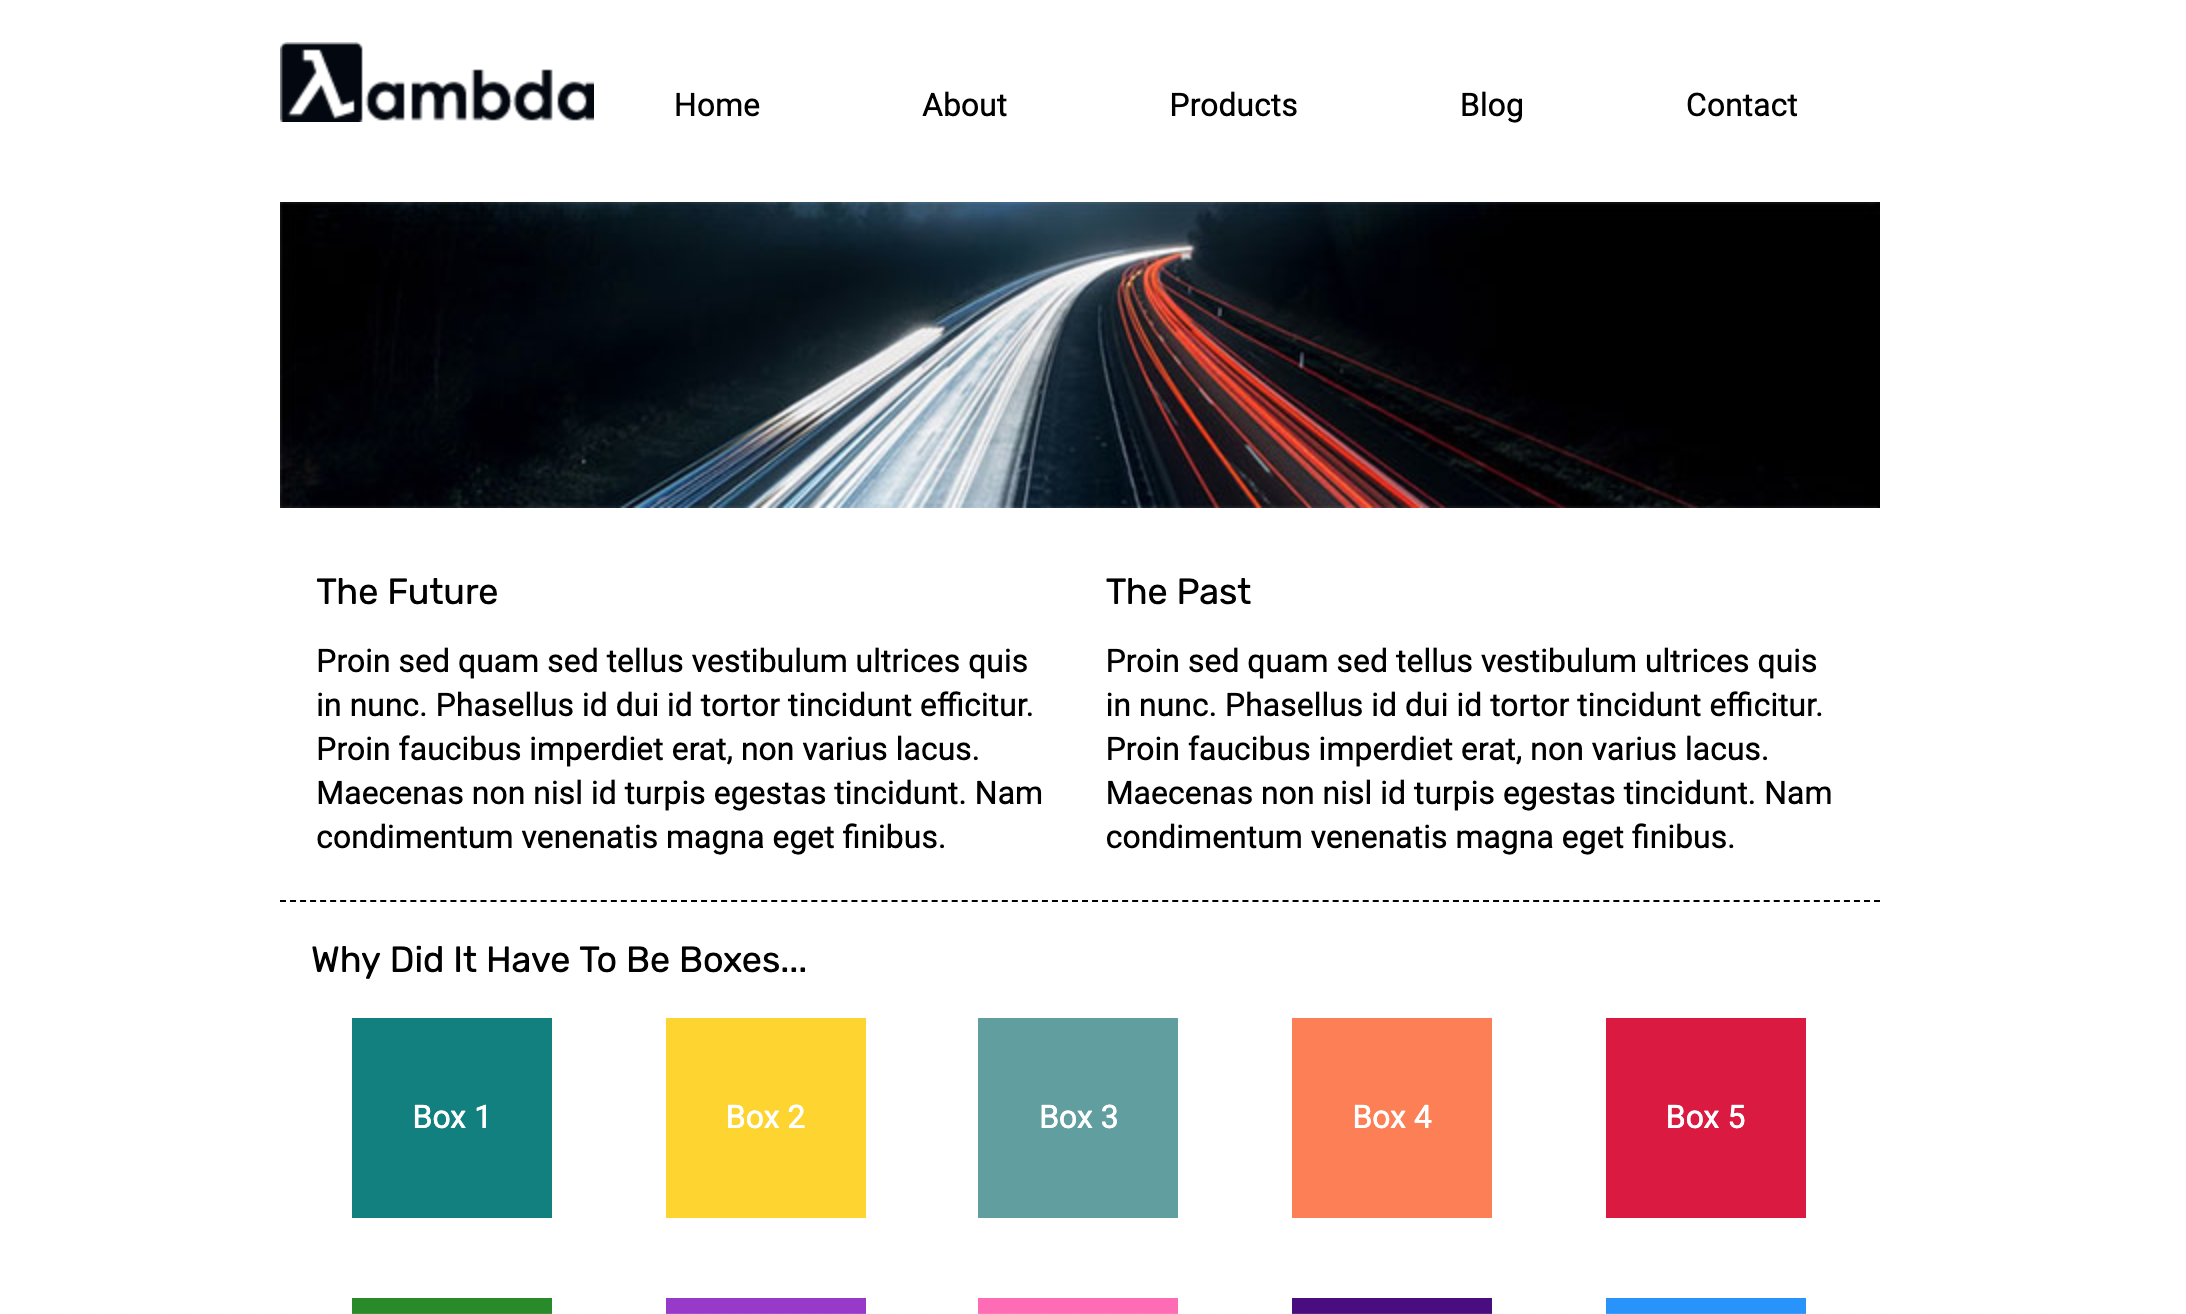 λambda
Home About Products Blog Contact
The Future
Proin sed quam sed tellus vestibulum ultrices quis
in nunc. Phasellus id dui id tortor tincidunt efficitur.
Proin faucibus imperdiet erat, non varius lacus.
Maecenas non nisl id turpis egestas tincidunt. Nam
condimentum venenatis magna eget finibus.
The Past
Proin sed quam sed tellus vestibulum ultrices quis
in nunc. Phasellus id dui id tortor tincidunt efficitur.
Proin faucibus imperdiet erat, non varius lacus.
Maecenas non nisl id turpis egestas tincidunt. Nam
condimentum venenatis magna eget finibus.
Why Did It Have To Be Boxes...
Box 1 Box 2 Box 3 Box 4 Box 5